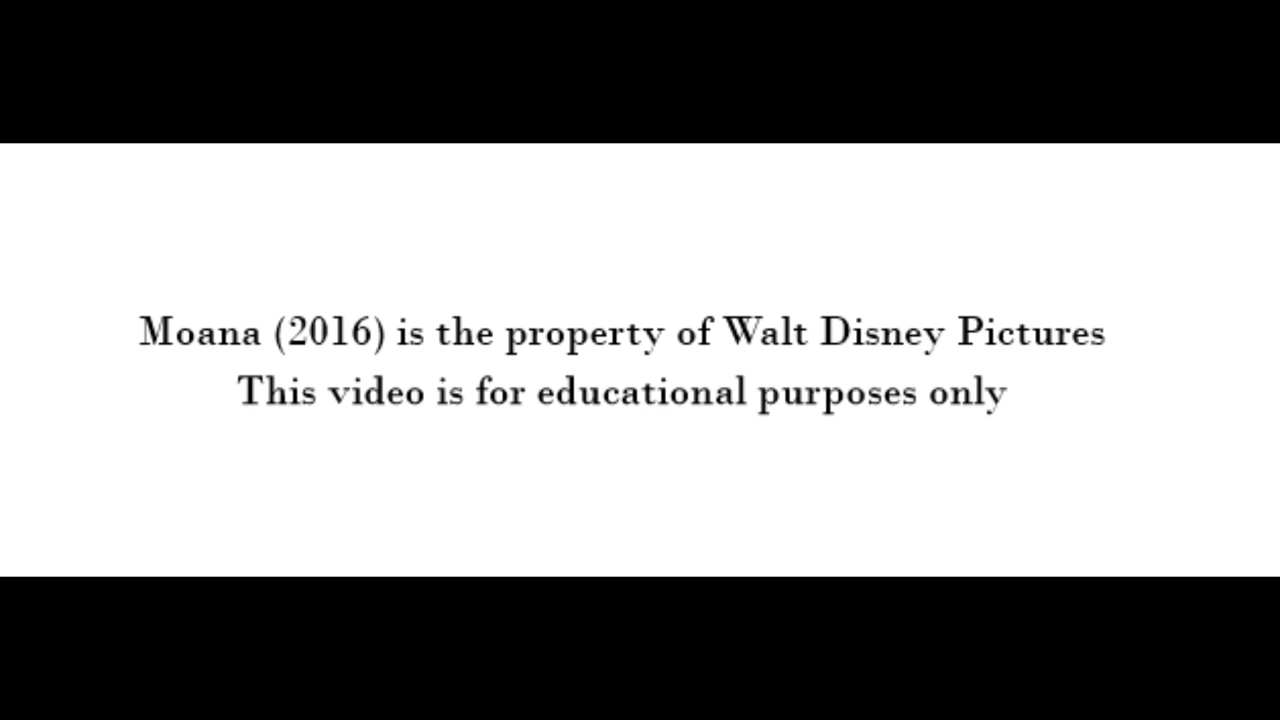 Moana (2016) is the property of Walt Disney Pictures
This video is for educational purposes only